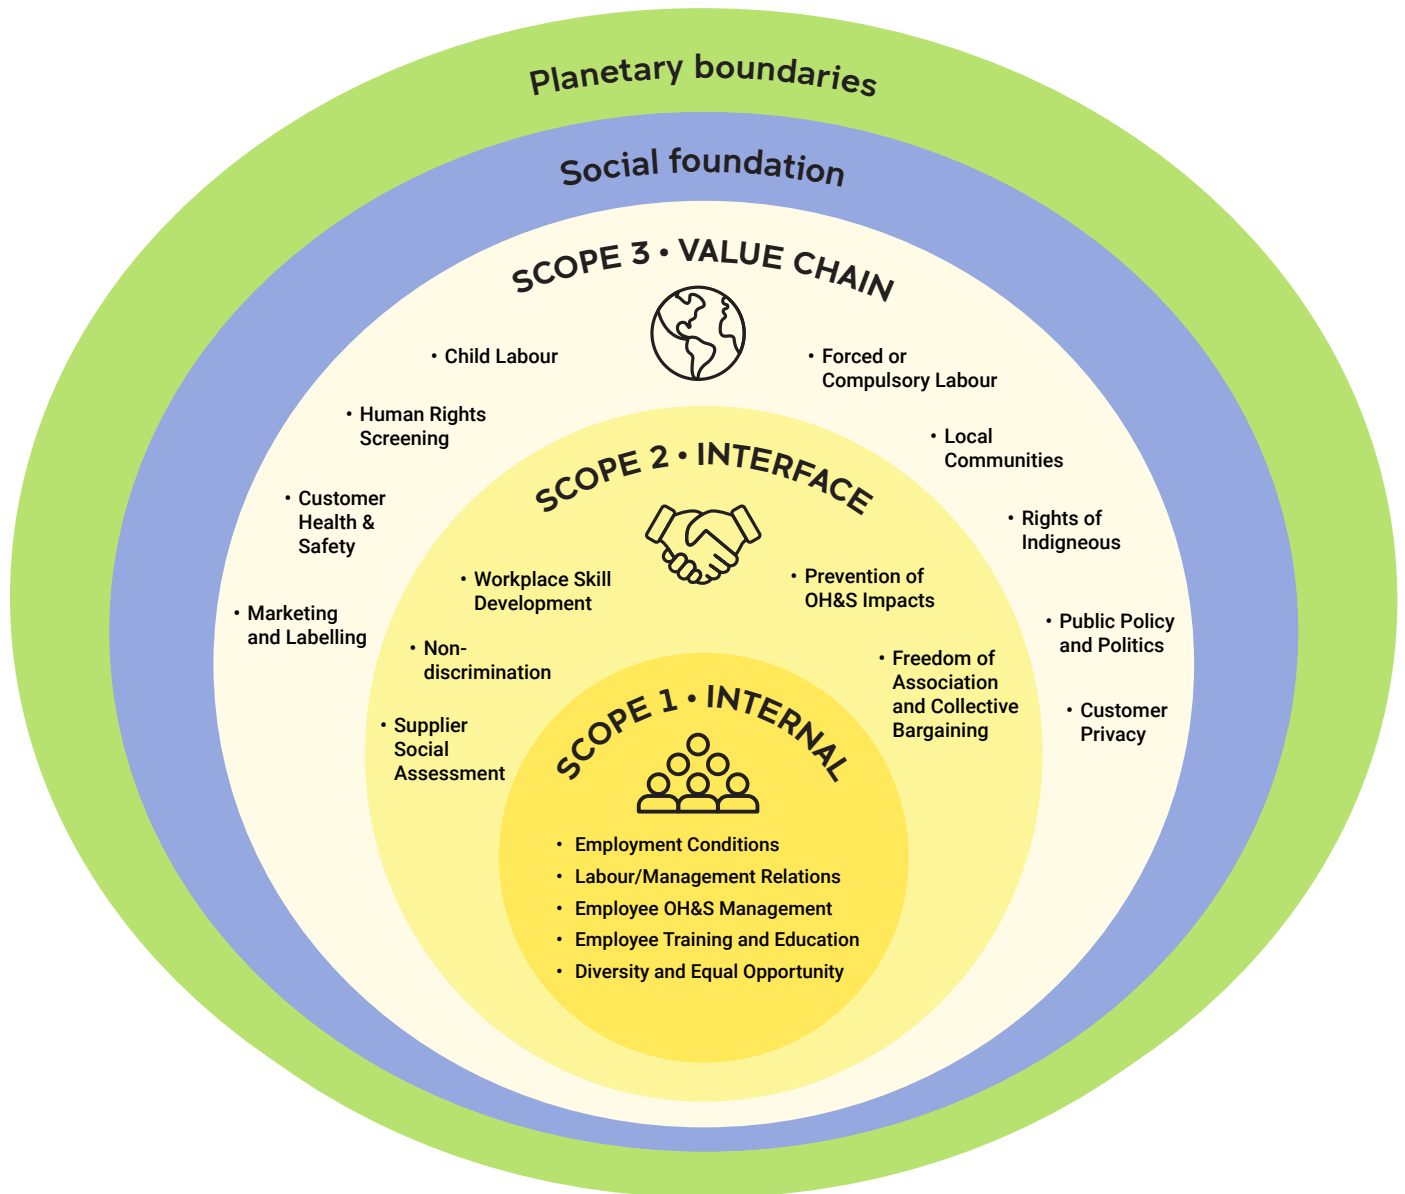 Planetary boundaries
Social foundation
SCOPE 3 • VALUE CHAIN
• Child Labour
• Human Rights
Screening
• Customer
Health &
Safety
• Marketing
and Labelling
• Forced or
Compulsory Labour
• Local
Communities
• Rights of
Indigneous
• Public Policy
and Politics
• Customer
Privacy
SCOPE 2 • INTERFACE
• Workplace Skill
Development
• Non-
discrimination
• Supplier
Social
Assessment
• Prevention of
OH&S Impacts
• Freedom of
Association
and Collective
Bargaining
SCOPE 1 • INTERNAL
• Employment Conditions
• Labour/Management Relations
• Employee OH&S Management
• Employee Training and Education
• Diversity and Equal Opportunity